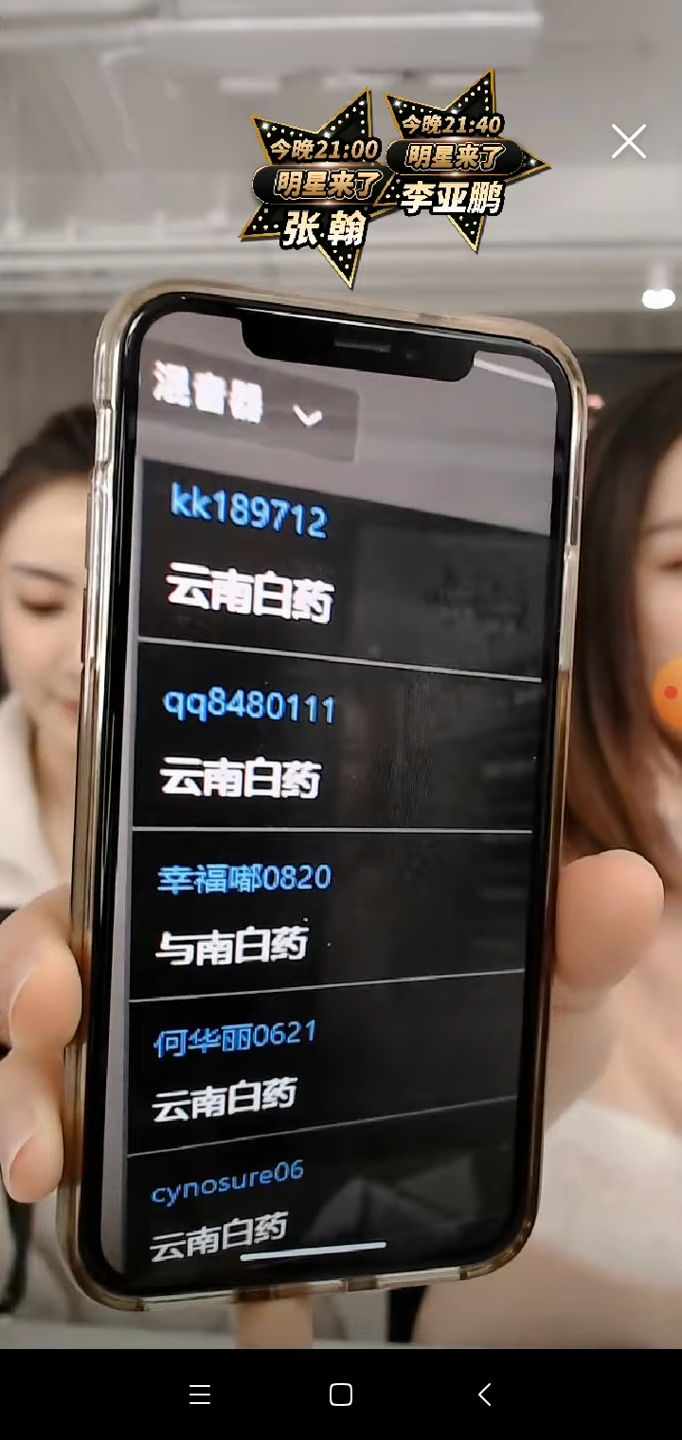 今晚21:00
明星来了
张 翰
今晚21:40
明星来了
李亚鹏
混音器
kk189712
云南白药
qq8480111
云南白药
幸福嘟0820
与南白药
何华丽0621
云南白药
cynosure06
云南白药